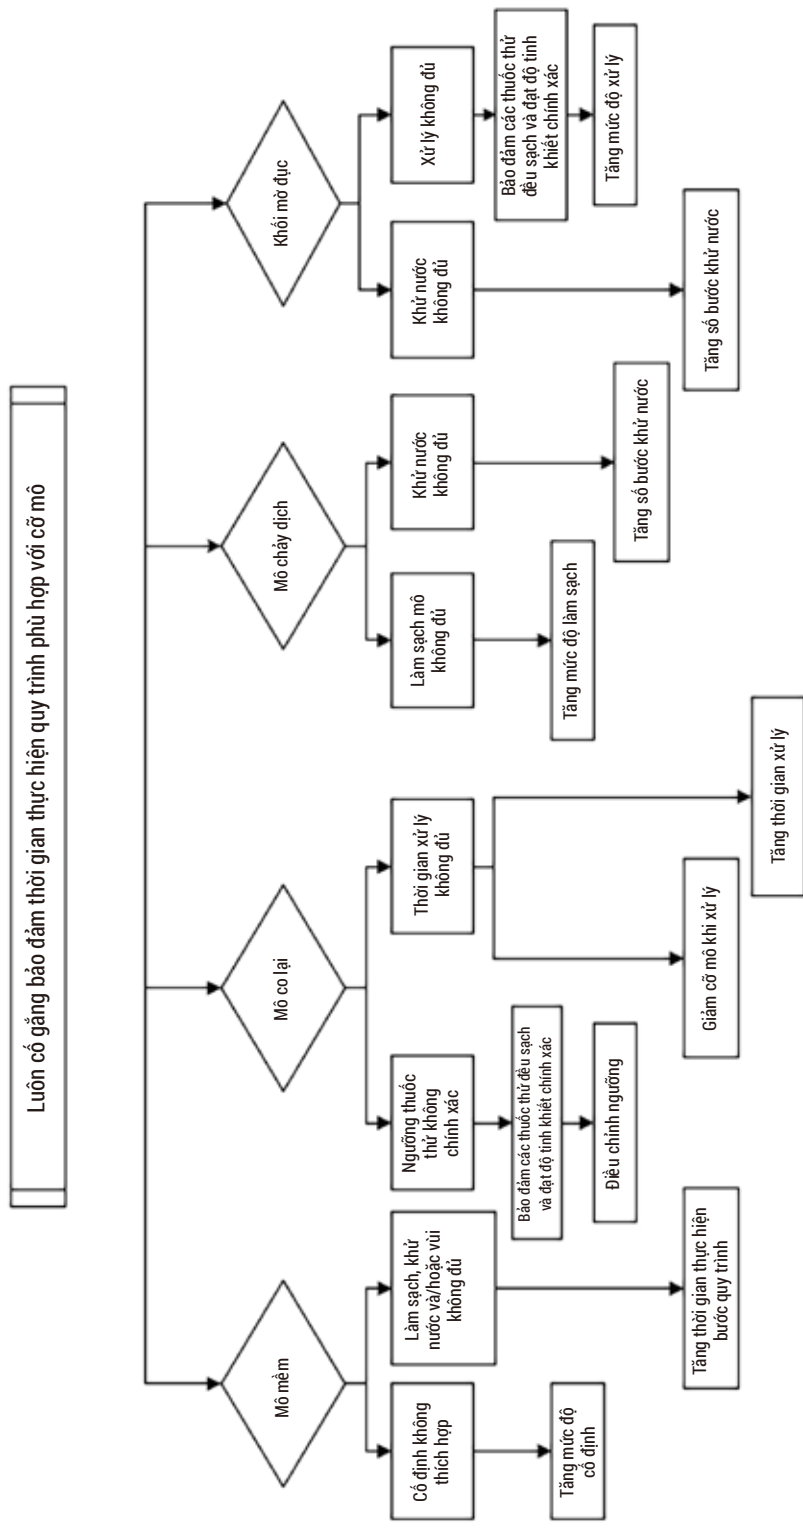 Luôn cố gắng bảo đảm thời gian thực hiện quy trình phù hợp với cỡ mô
Mô mềm
Mô co lại
Mô chảy dịch
Khối mờ đục
Cố định không
thích hợp
Làm sạch, khử
nước và/hoặc vùi
không đủ
Ngưỡng thuốc
thử không
chính xác
Thời gian xử lý
không đủ
Làm sạch mô
không đủ
Khử nước
không đủ
Khử nước
không đủ
Xử lý không đủ
Bảo đảm các thuốc thử đều sạch
và đạt độ tinh khiết chính xác
Bảo đảm các thuốc thử
đều sạch và đạt độ tinh
khiết chính xác
Tăng mức độ
cố định
Điều chỉnh ngưỡng
Tăng mức độ làm sạch
Tăng số bước khử nước
Tăng mức độ xử lý
Tăng thời gian thực hiện
bước quy trình
Giảm cỡ mô khi xử lý
Tăng số bước khử nước
Tăng thời gian xử lý